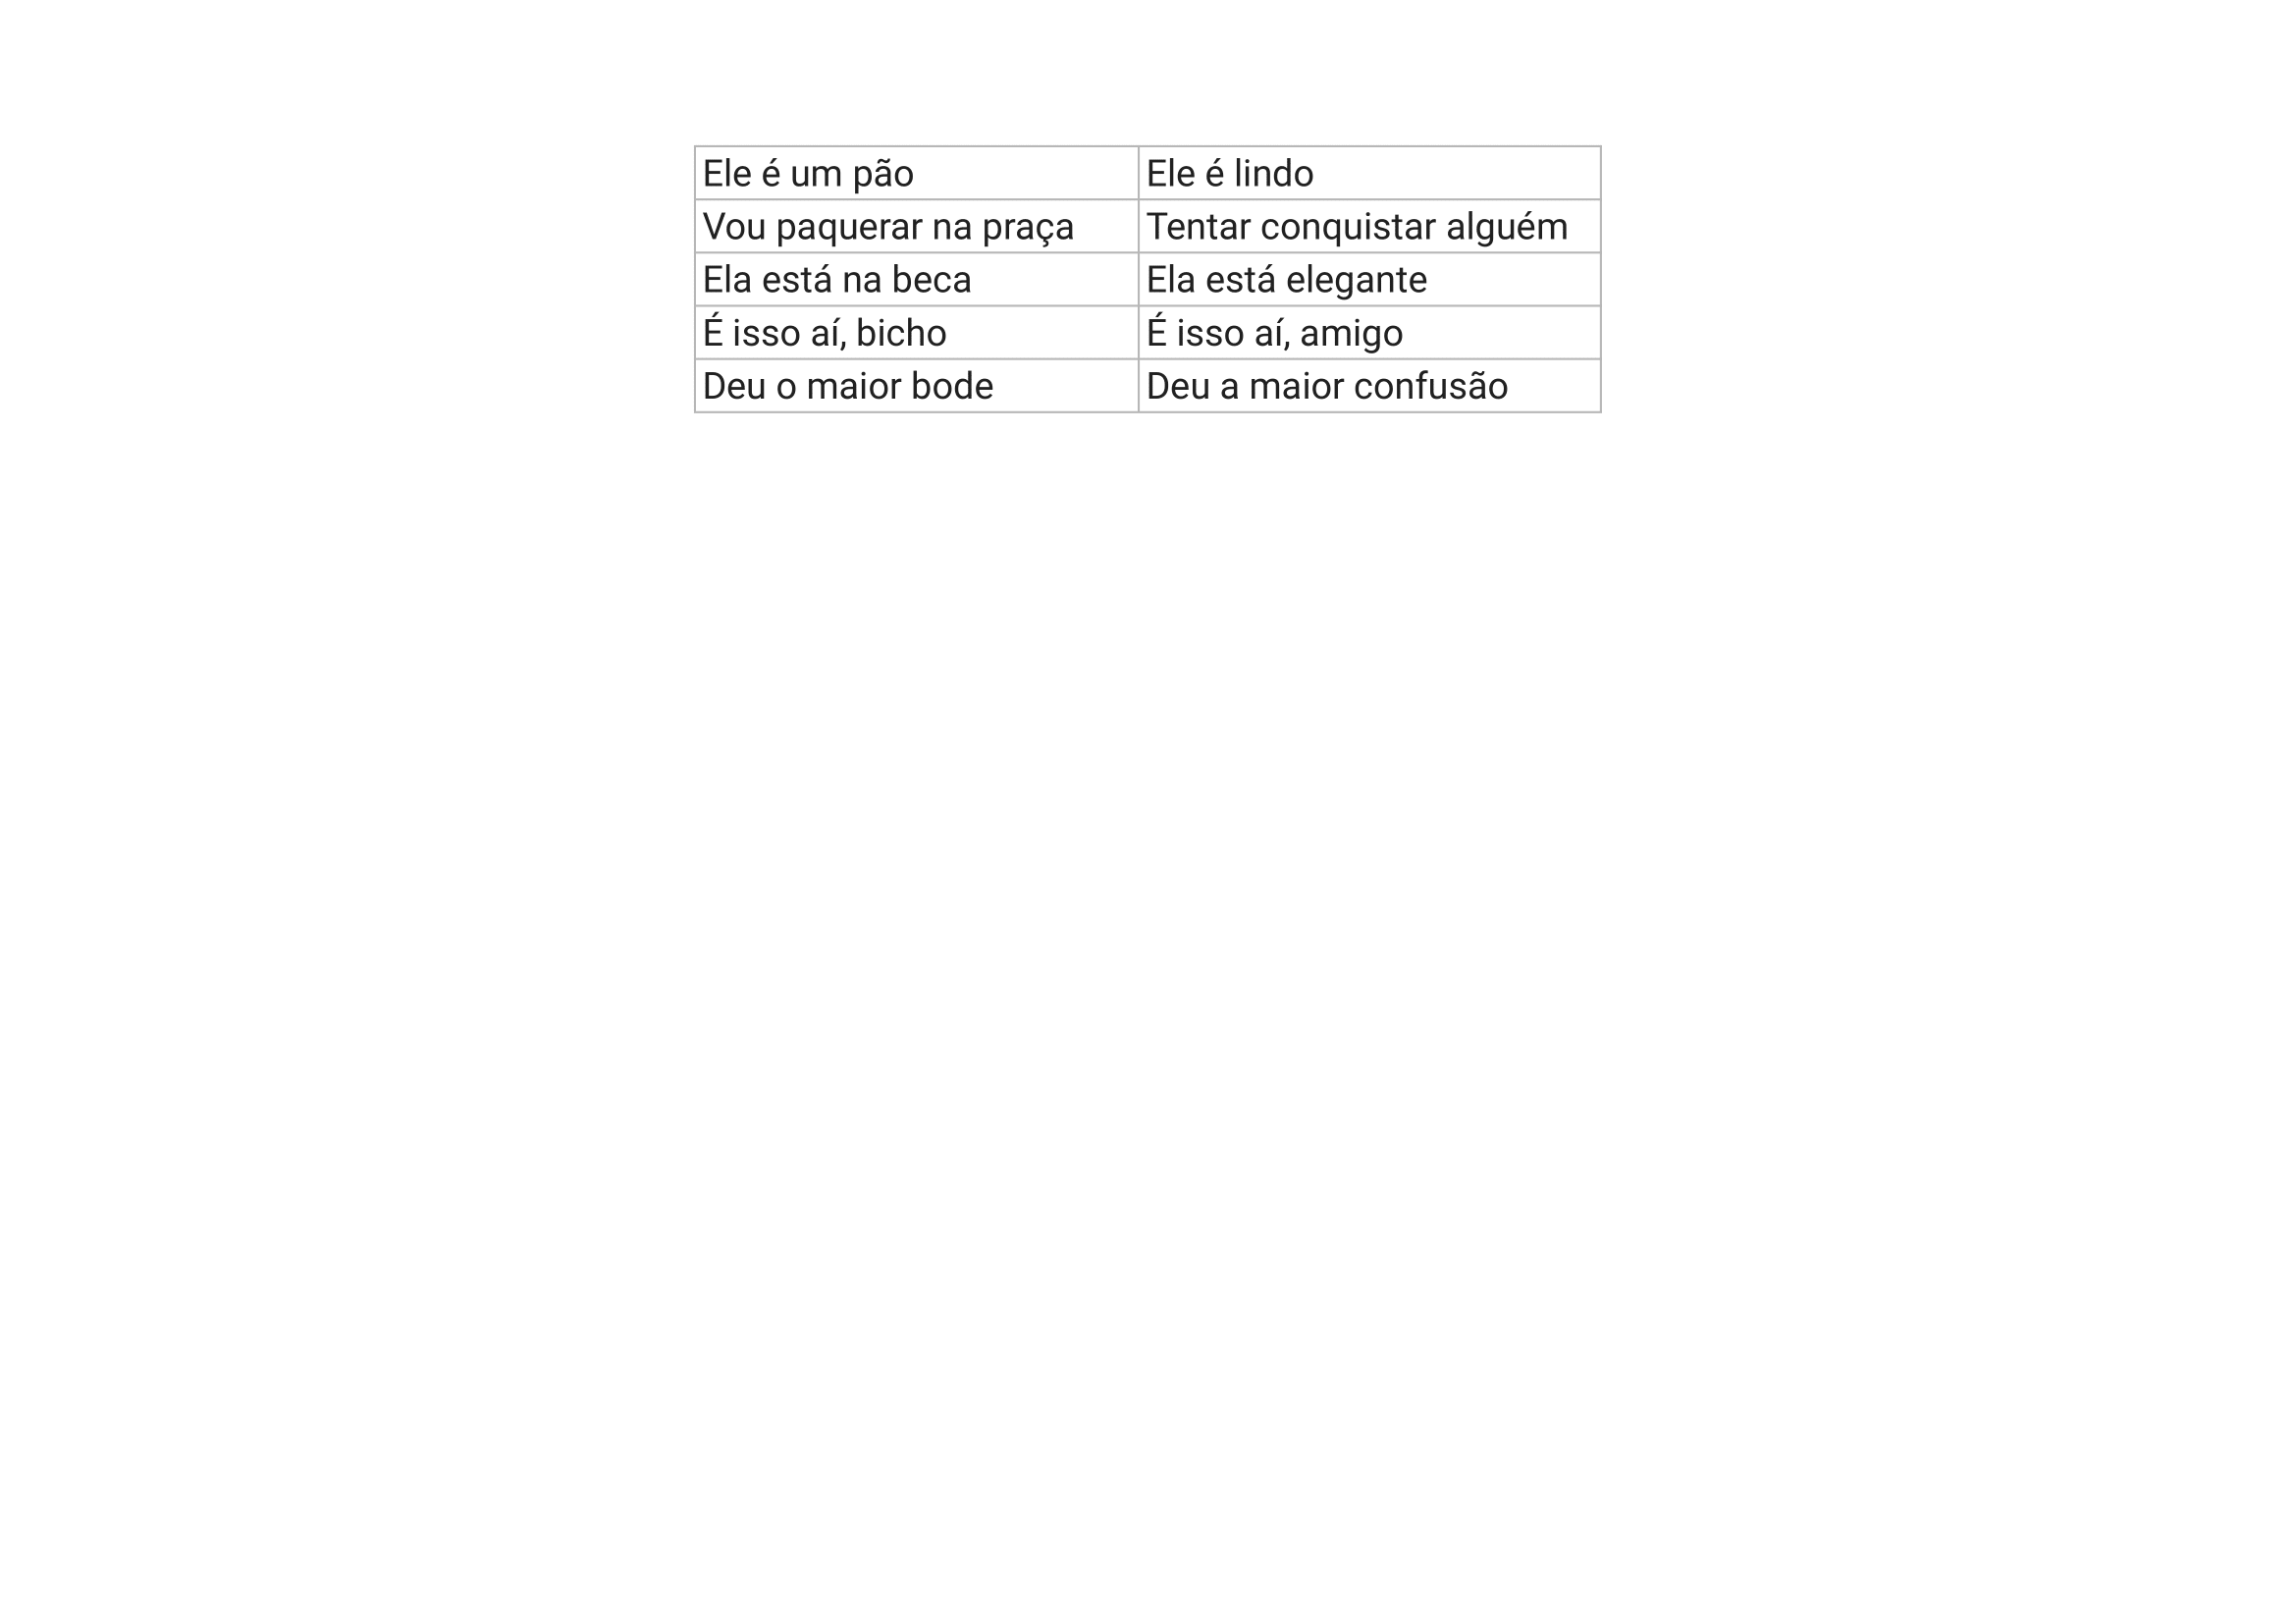 Ele é um pão Ele é lindo
Vou paquerar na praça Tentar conquistar alguém
Ela está na beca Ela está elegante
É isso aí, bicho É isso aí, amigo
Deu o maior bode Deu a maior confusão